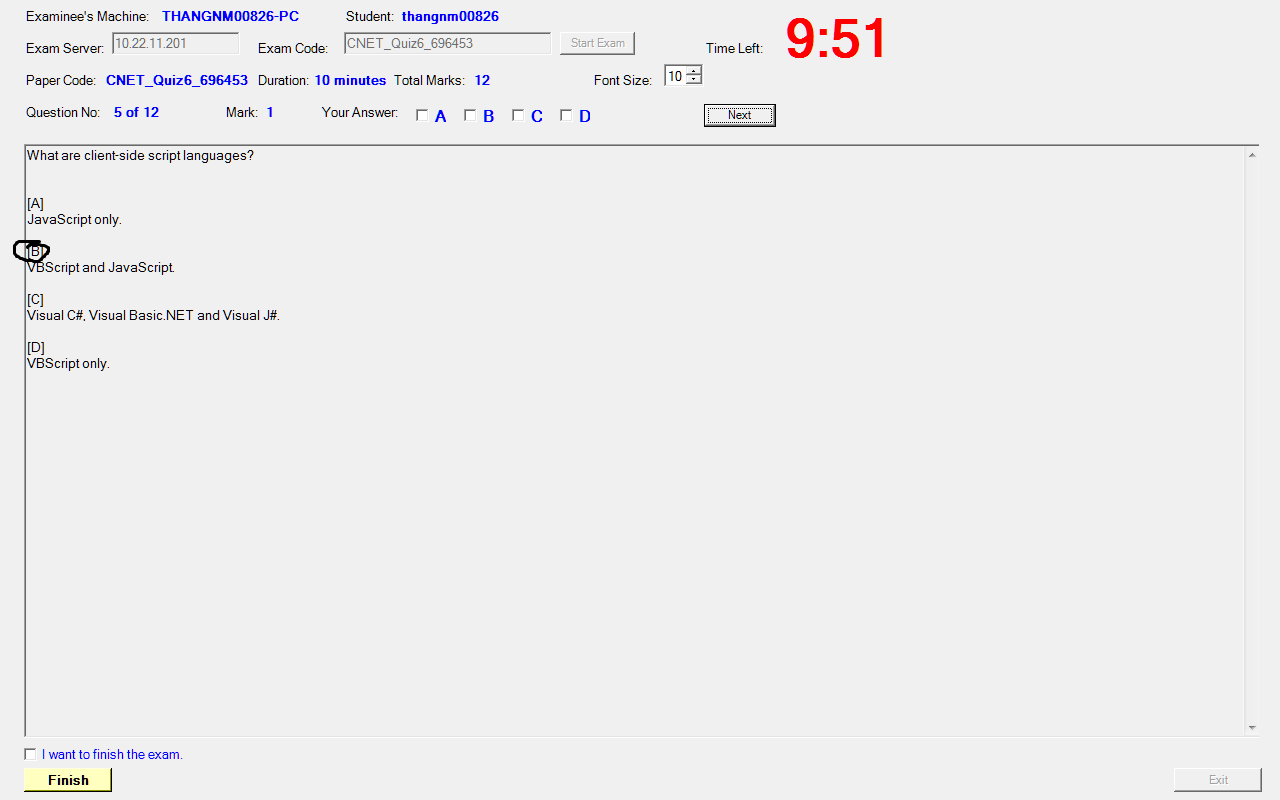 Examinee's Machine: THANGNM00826-PC Student: thangnm00826
Exam Server: 10.22.11.201 Exam Code: CNET_Quiz6_696453 Start Exam Time Left: 9:51
Paper Code: CNET_Quiz6_696453 Duration: 10 minutes Total Marks: 12 Font Size: 10
Question No: 5 of 12 Mark: 1 Your Answer: A B C D Next
What are client-side script languages?
[A]
JavaScript only.
[B]
VBScript and JavaScript.
[C]
Visual C#, Visual Basic.NET and Visual J#.
[D]
VBScript only.
I want to finish the exam.
Finish Exit